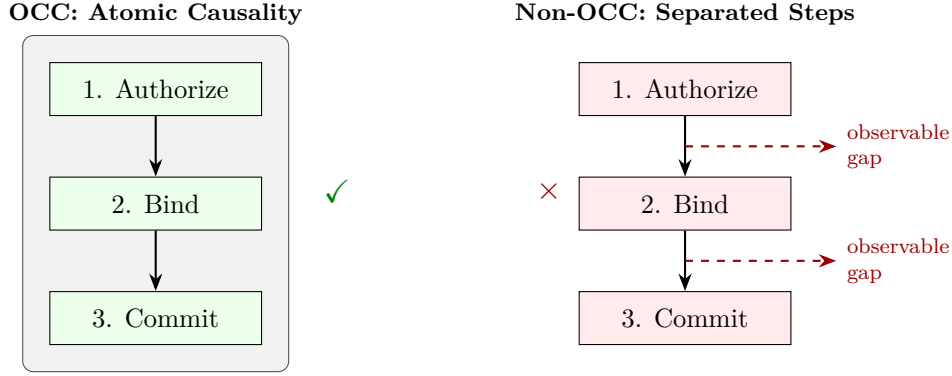 OCC: Atomic Causality
1. Authorize
2. Bind
3. Commit
Non-OCC: Separated Steps
1. Authorize
observable
gap
2. Bind
observable
gap
3. Commit